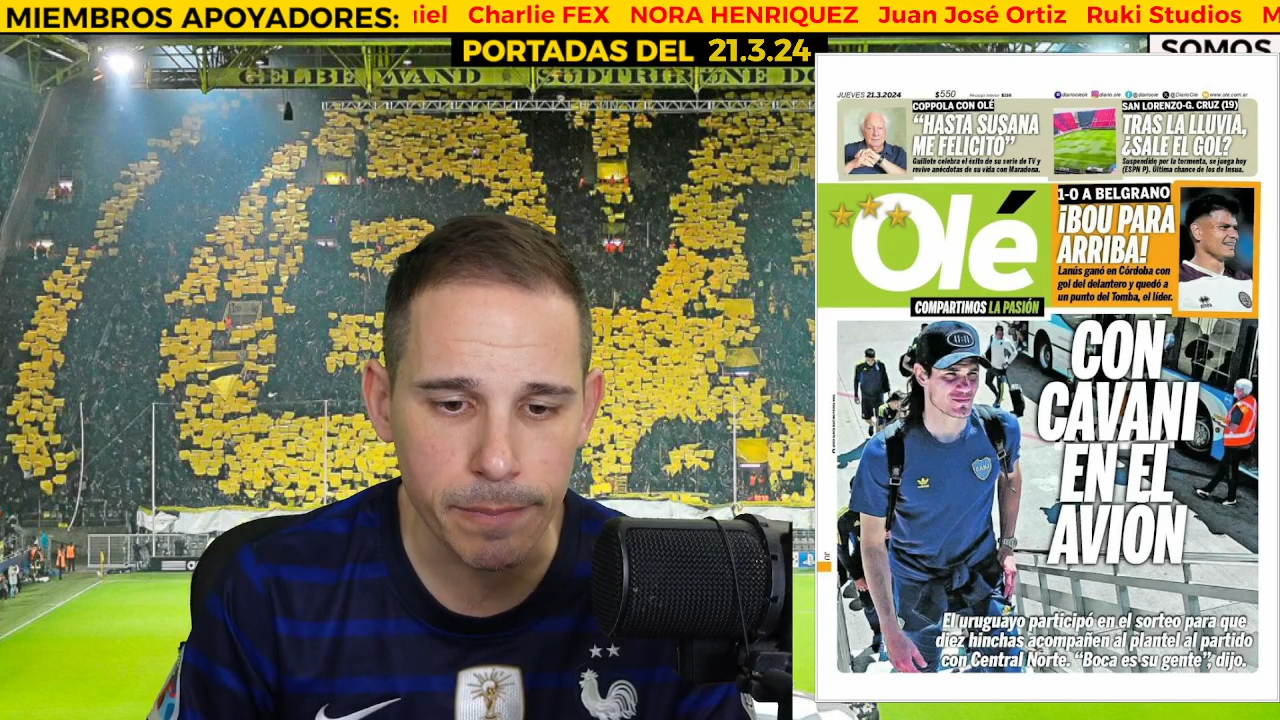 MIEMBROS APOYADORES:
iel Charlie FEX NORA HENRIQUEZ Juan José Ortiz Ruki Studios M
PORTADAS DEL 21.3.24
SOMOS
GELBE WAND SÜDTRIBÜNE DO
JUEVES 21.3.2024 $550
COPPOLA CON OLÉ
“HASTA SUSANA
ME FELICITO”
Guillote celebra el éxito de su serie de TV y
revive anécdotas de su vida con Maradona.
SAN LORENZO-G. CRUZ (19)
TRAS LA LLUVIA,
¿SALE EL GOL?
Suspendido por la tormenta, se juega hoy
(ESPN P). Última chance de los de Insua.
Olé
COMPARTIMOS LA PASIÓN
1-0 A BELGRANO
¡BOU PARA
ARRIBA!
Lanús ganó en Córdoba con
gol del delantero y quedó a
un punto del Tomba, el líder.
CON
CAVANI
EN EL
AVION
El uruguayo participó en el sorteo para que
diez hinchas acompañen al plantel al partido
con Central Norte. “Boca es su gente”, dijo.